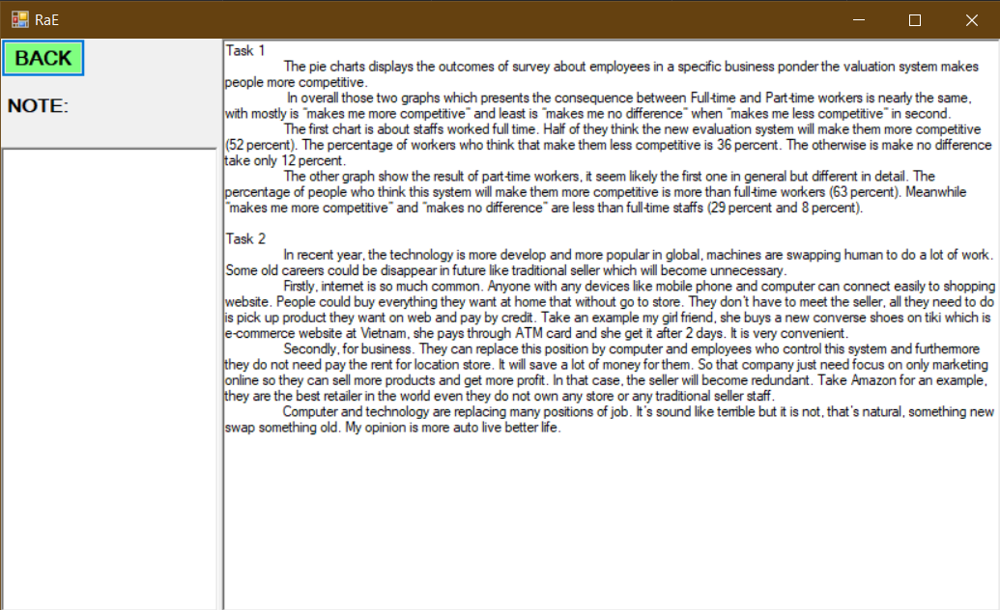 RaE
BACK
NOTE:
Task 1
The pie charts displays the outcomes of survey about employees in a specific business ponder the valuation system makes
people more competitive.
In overall those two graphs which presents the consequence between Full-time and Part-time workers is nearly the same,
with mostly is “makes me more competitive” and least is “makes me no difference” when “makes me less competitive” in second.
The first chart is about staffs worked full time. Half of they think the new evaluation system will make them more competitive
(52 percent). The percentage of workers who think that make them less competitive is 36 percent. The otherwise is make no difference
take only 12 percent.
The other graph show the result of part-time workers, it seem likely the first one in general but different in detail. The
percentage of people who think this system will make them more competitive is more than full-time workers (63 percent). Meanwhile
“makes me more competitive” and “makes no difference” are less than full-time staffs (29 percent and 8 percent).
Task 2
In recent year, the technology is more develop and more popular in global, machines are swapping human to do a lot of work.
Some old careers could be disappear in future like traditional seller which will become unnecessary.
Firstly, internet is so much common. Anyone with any devices like mobile phone and computer can connect easily to shopping
website. People could buy everything they want at home that without go to store. They don’t have to meet the seller, all they need to do
is pick up product they want on web and pay by credit. Take an example my girl friend, she buys a new converse shoes on tiki which is
e-commerce website at Vietnam, she pays through ATM card and she get it after 2 days. It is very convenient.
Secondly, for business. They can replace this position by computer and employees who control this system and furthermore
they do not need pay the rent for location store. It will save a lot of money for them. So that company just need focus on only marketing
online so they can sell more products and get more profit. In that case, the seller will become redundant. Take Amazon for an example,
they are the best retailer in the world even they do not own any store or any traditional seller staff.
Computer and technology are replacing many positions of job. It’s sound like terrible but it is not, that’s natural, something new
swap something old. My opinion is more auto live better life.